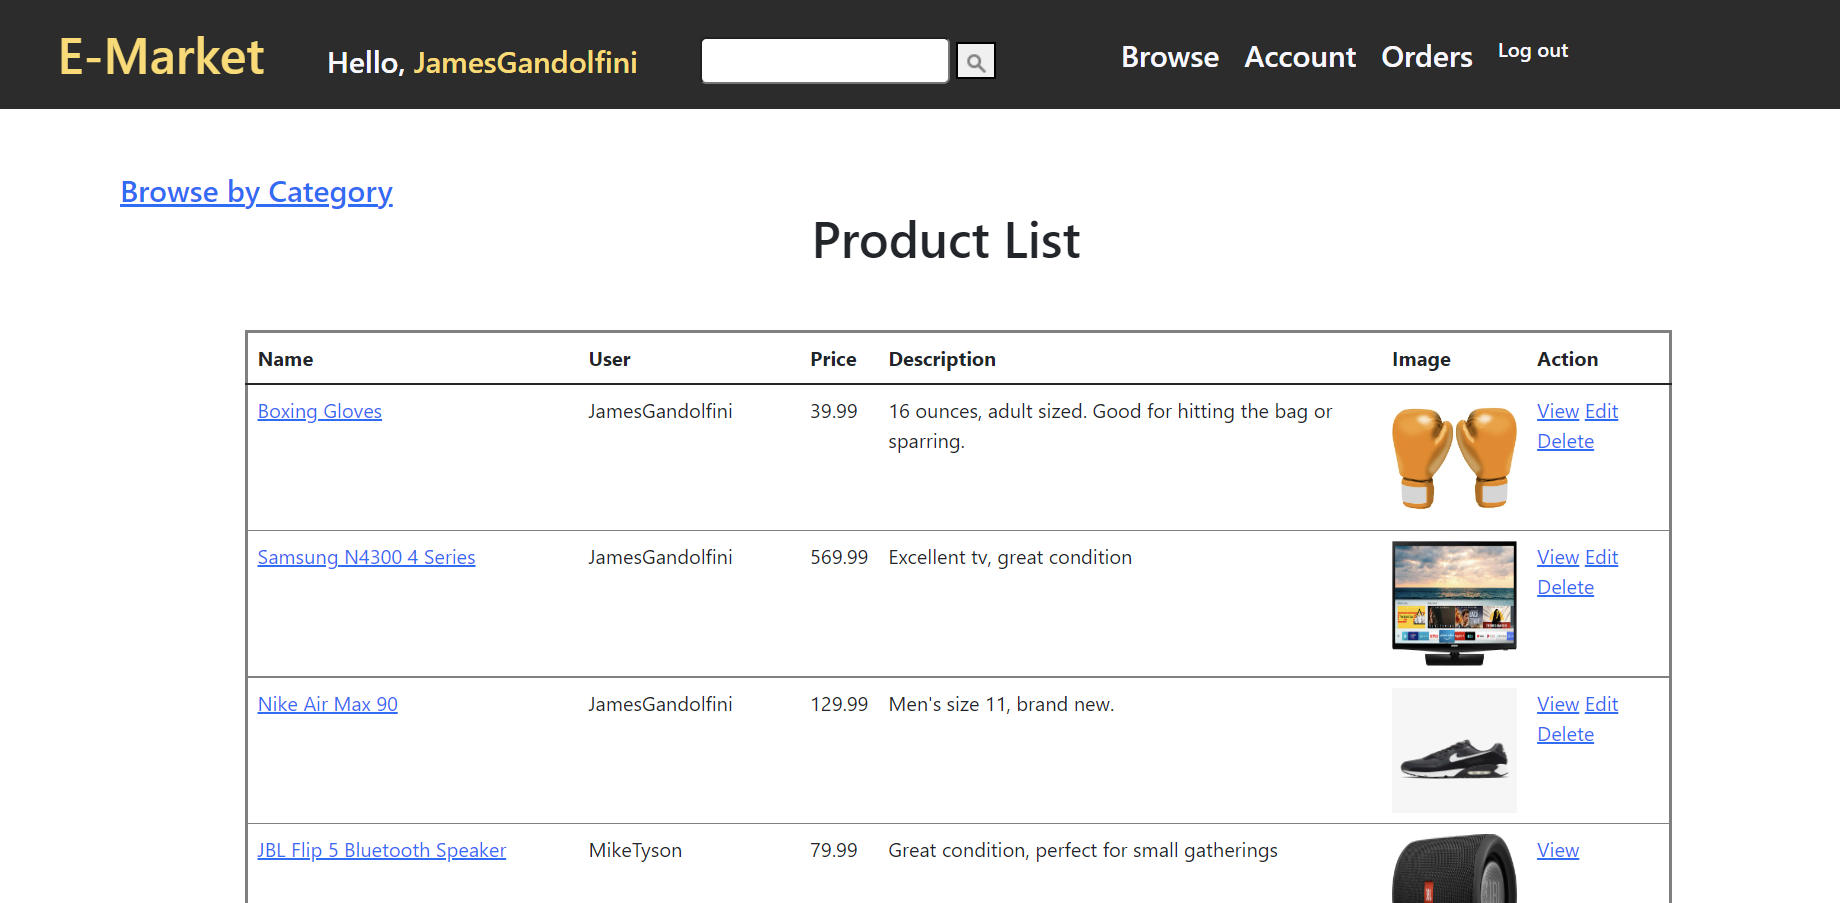 E-Market
Hello, JamesGandolfini
Browse Account Orders Log out
Browse by Category
Product List
Name User Price Description Image Action
Boxing Gloves JamesGandolfini 39.99 16 ounces, adult sized. Good for hitting the bag or View Edit
sparring. Delete
Samsung N4300 4 Series JamesGandolfini 569.99 Excellent tv, great condition View Edit
Delete
Nike Air Max 90 JamesGandolfini 129.99 Men's size 11, brand new. View Edit
Delete
JBL Flip 5 Bluetooth Speaker MikeTyson 79.99 Great condition, perfect for small gatherings View